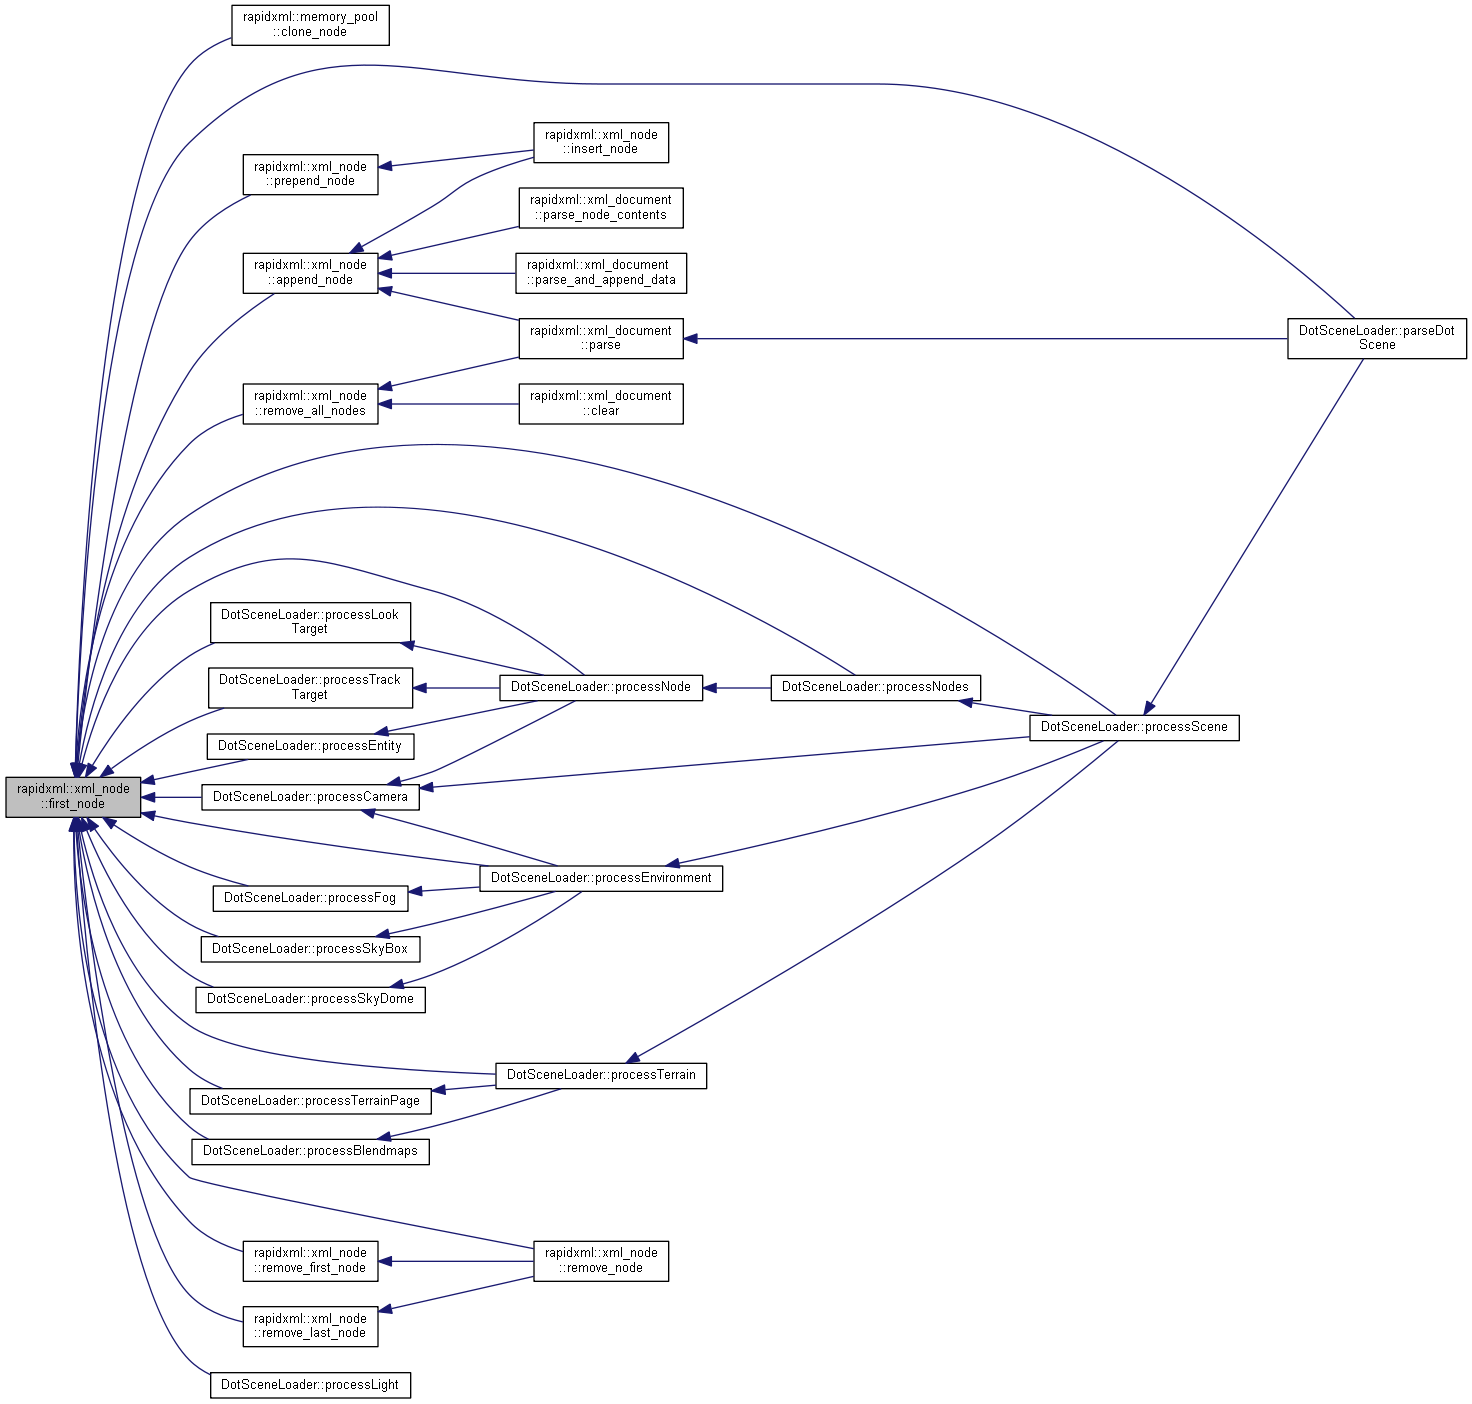 rapidxml::memory_pool
::clone_node
rapidxml::xml_node
::insert_node
rapidxml::xml_node
::prepend_node
rapidxml::xml_document
::parse_node_contents
rapidxml::xml_node
::append_node
rapidxml::xml_document
::parse_and_append_data
rapidxml::xml_document
::parse
DotSceneLoader::parseDot
Scene
rapidxml::xml_node
::remove_all_nodes
rapidxml::xml_document
::clear
DotSceneLoader::processLook
Target
DotSceneLoader::processTrack
Target
DotSceneLoader::processNode
DotSceneLoader::processNodes
DotSceneLoader::processScene
DotSceneLoader::processEntity
rapidxml::xml_node
::first_node
DotSceneLoader::processCamera
DotSceneLoader::processEnvironment
DotSceneLoader::processFog
DotSceneLoader::processSkyBox
DotSceneLoader::processSkyDome
DotSceneLoader::processTerrain
DotSceneLoader::processTerrainPage
DotSceneLoader::processBlendmaps
rapidxml::xml_node
::remove_first_node
rapidxml::xml_node
::remove_node
rapidxml::xml_node
::remove_last_node
DotSceneLoader::processLight